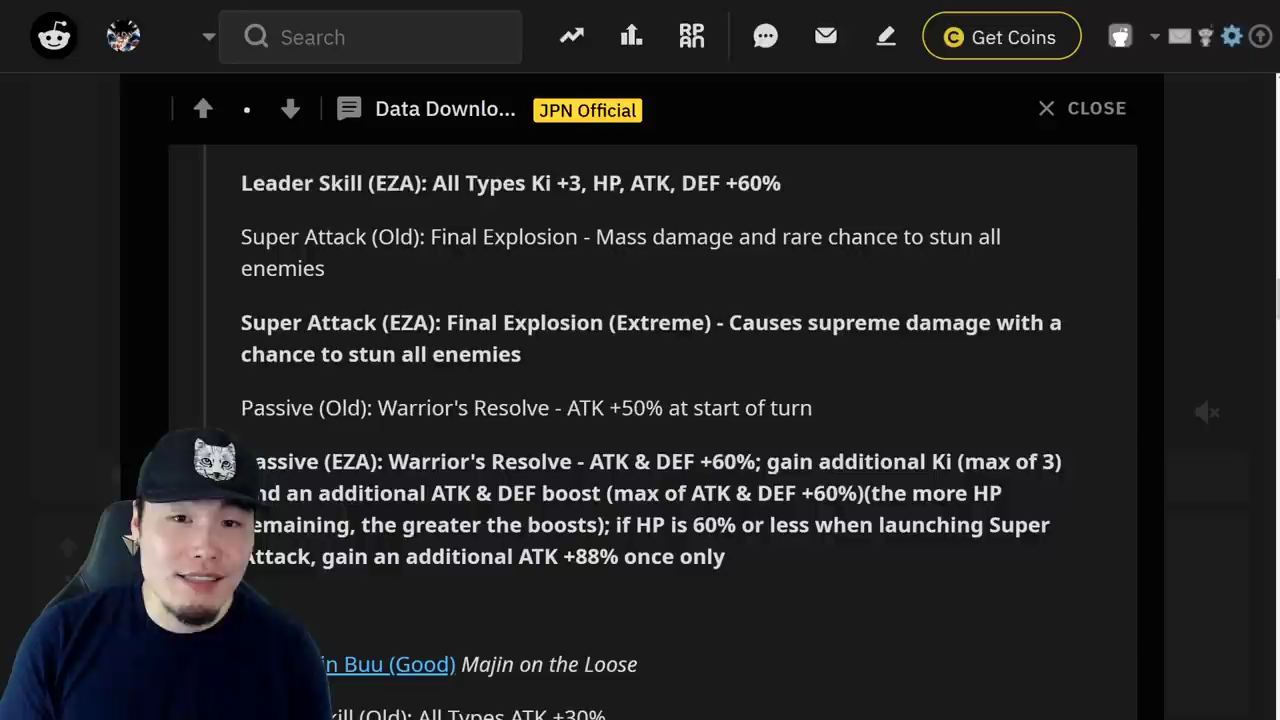 Search
RPAN
Get Coins
Data Downlo... JPN Official
CLOSE
Leader Skill (EZA): All Types Ki +3, HP, ATK, DEF +60%
Super Attack (Old): Final Explosion - Mass damage and rare chance to stun all
enemies
Super Attack (EZA): Final Explosion (Extreme) - Causes supreme damage with a
chance to stun all enemies
Passive (Old): Warrior's Resolve - ATK +50% at start of turn
assive (EZA): Warrior's Resolve - ATK & DEF +60%; gain additional Ki (max of 3)
nd an additional ATK & DEF boost (max of ATK & DEF +60%)(the more HP
emaining, the greater the boosts); if HP is 60% or less when launching Super
ttack, gain an additional ATK +88% once only
in Buu (Good) Majin on the Loose
kill (Old): All Types ATK +30%